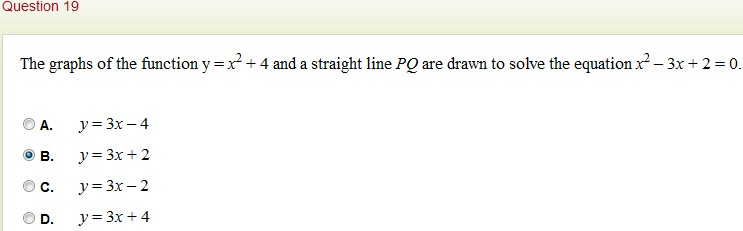 Question 19
The graphs of the function y = x² + 4 and a straight line PQ are drawn to solve the equation x² – 3x + 2 = 0.
A. y = 3x – 4
B. y = 3x + 2
C. y = 3x – 2
D. y = 3x + 4